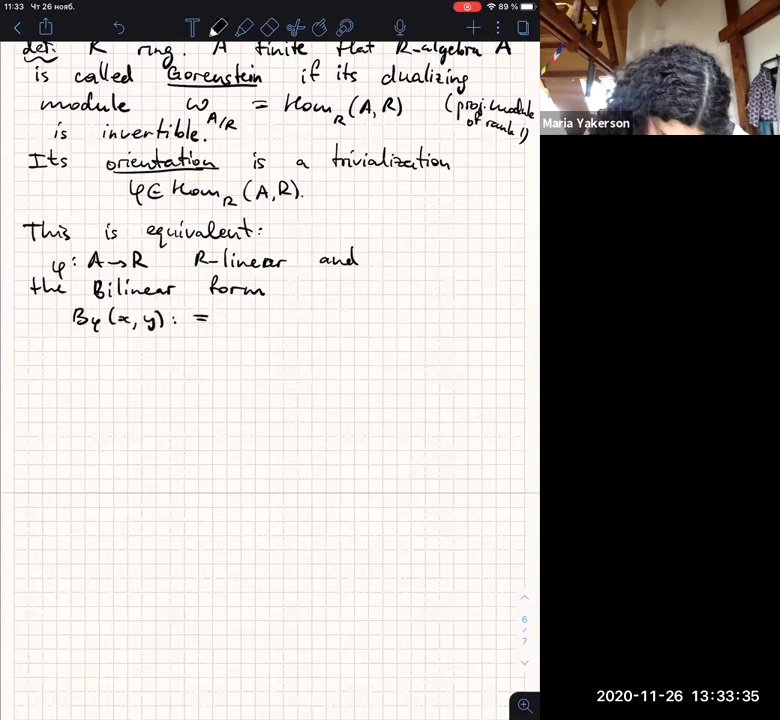 11:33 Чт 26 нояб.
89 %
def: R ring. A finite flat R-algebra A
is called Gorenstein if its dualizing
module ω_{A/R} = Hom_R (A, R) (proj. module of rank 1)
is invertible.
Its orientation is a trivialization
φ ∈ Hom_R (A, R).
This is equivalent:
φ: A → R R-linear and
the Bilinear form
B_φ (x, y) : =
Maria Yakerson
6
7
2020-11-26 13:33:35